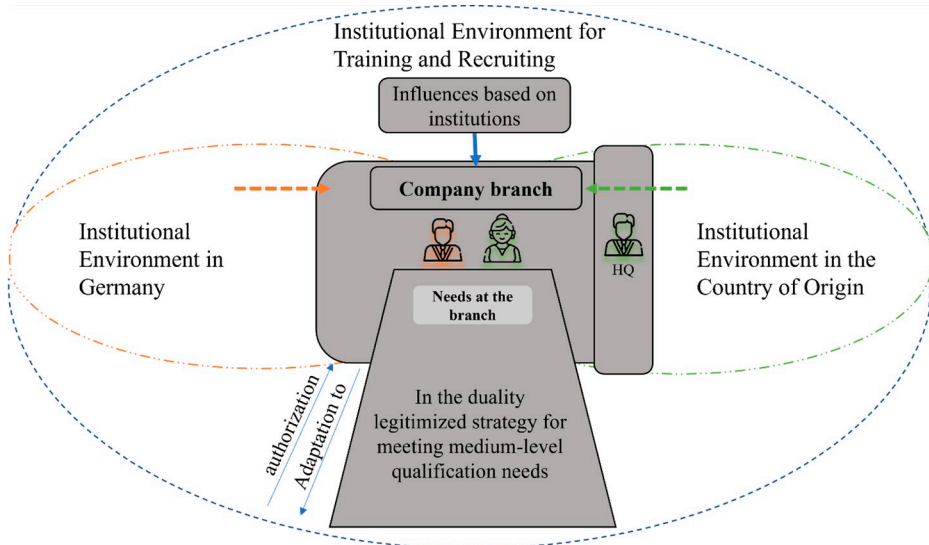 Institutional Environment for
Training and Recruiting
Influences based on
institutions
Company branch
Institutional
Environment in
Germany
HQ
Institutional
Environment in the
Country of Origin
Needs at the
branch
authorization
Adaptation to
In the duality
legitimized strategy for
meeting medium-level
qualification needs